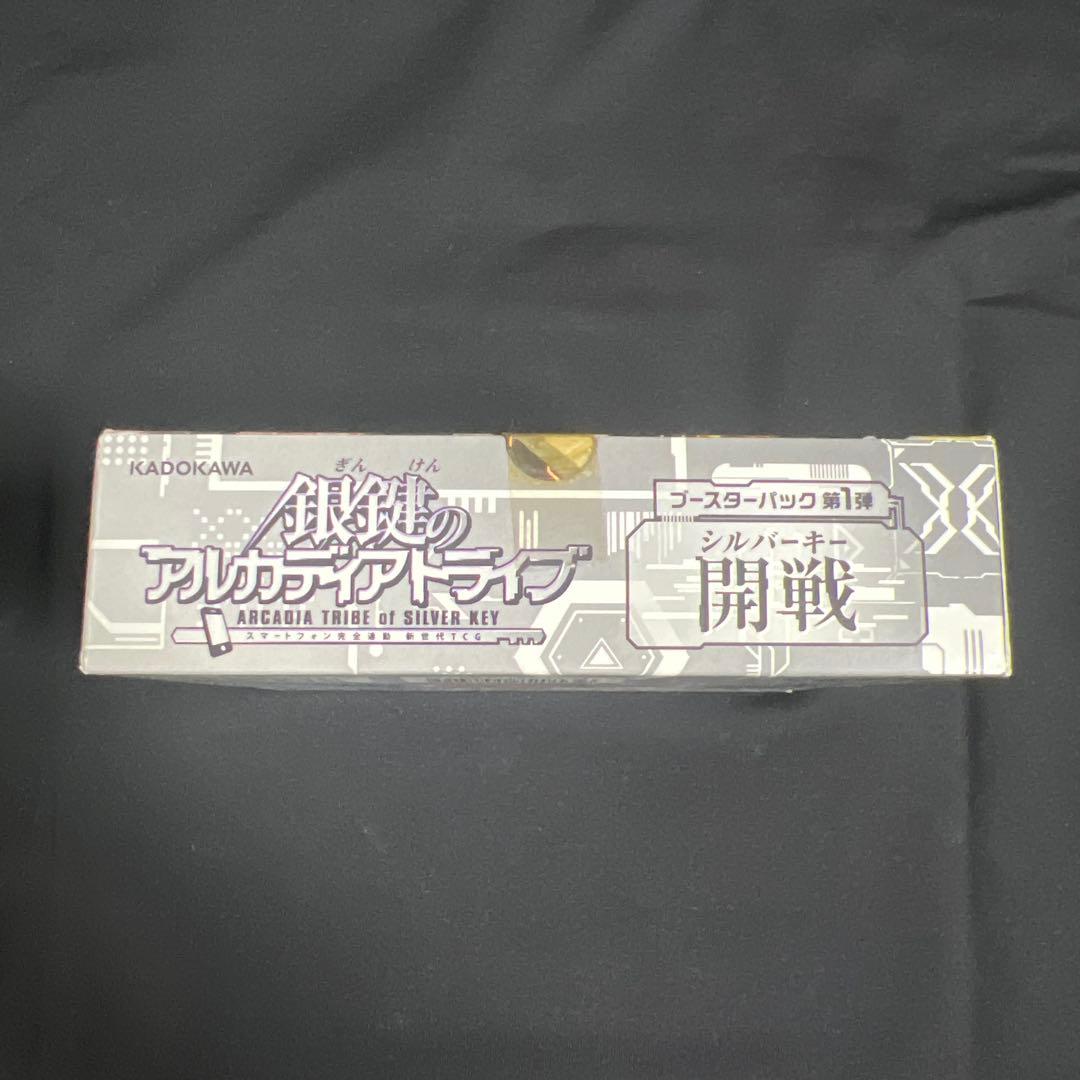 KADOKAWA
ぎん けん
銀鍵の
アルカディアトライブ
ARCADIA TRIBE of SILVER KEY
スマートフォン完全連動 新世代TCG
ブースターパック 第1弾
シルバーキー
開戦